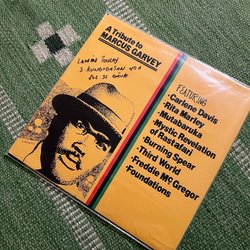 A Tribute to
MARCUS GARVEY
FEATURING
·Carlene Davis
·Rita Marley
·Mutabaruka
·Mystic Revelation
of Rastafari
·Burning Spear
·Third World
·Freddie McGregor
·Foundations